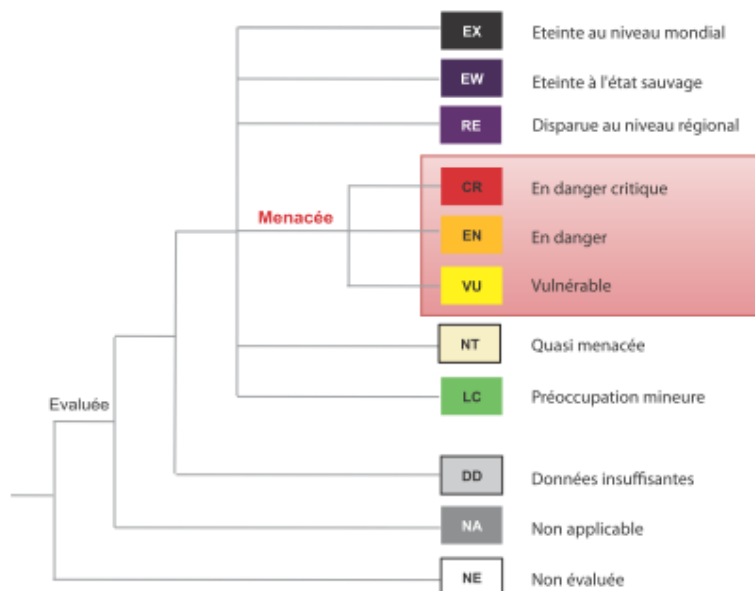 EX Eteinte au niveau mondial
EW Eteinte à l'état sauvage
RE Disparue au niveau régional
CR En danger critique
Menacée
EN En danger
VU Vulnérable
NT Quasi menacée
LC Préoccupation mineure
Evaluée
DD Données insuffisantes
NA Non applicable
NE Non évaluée